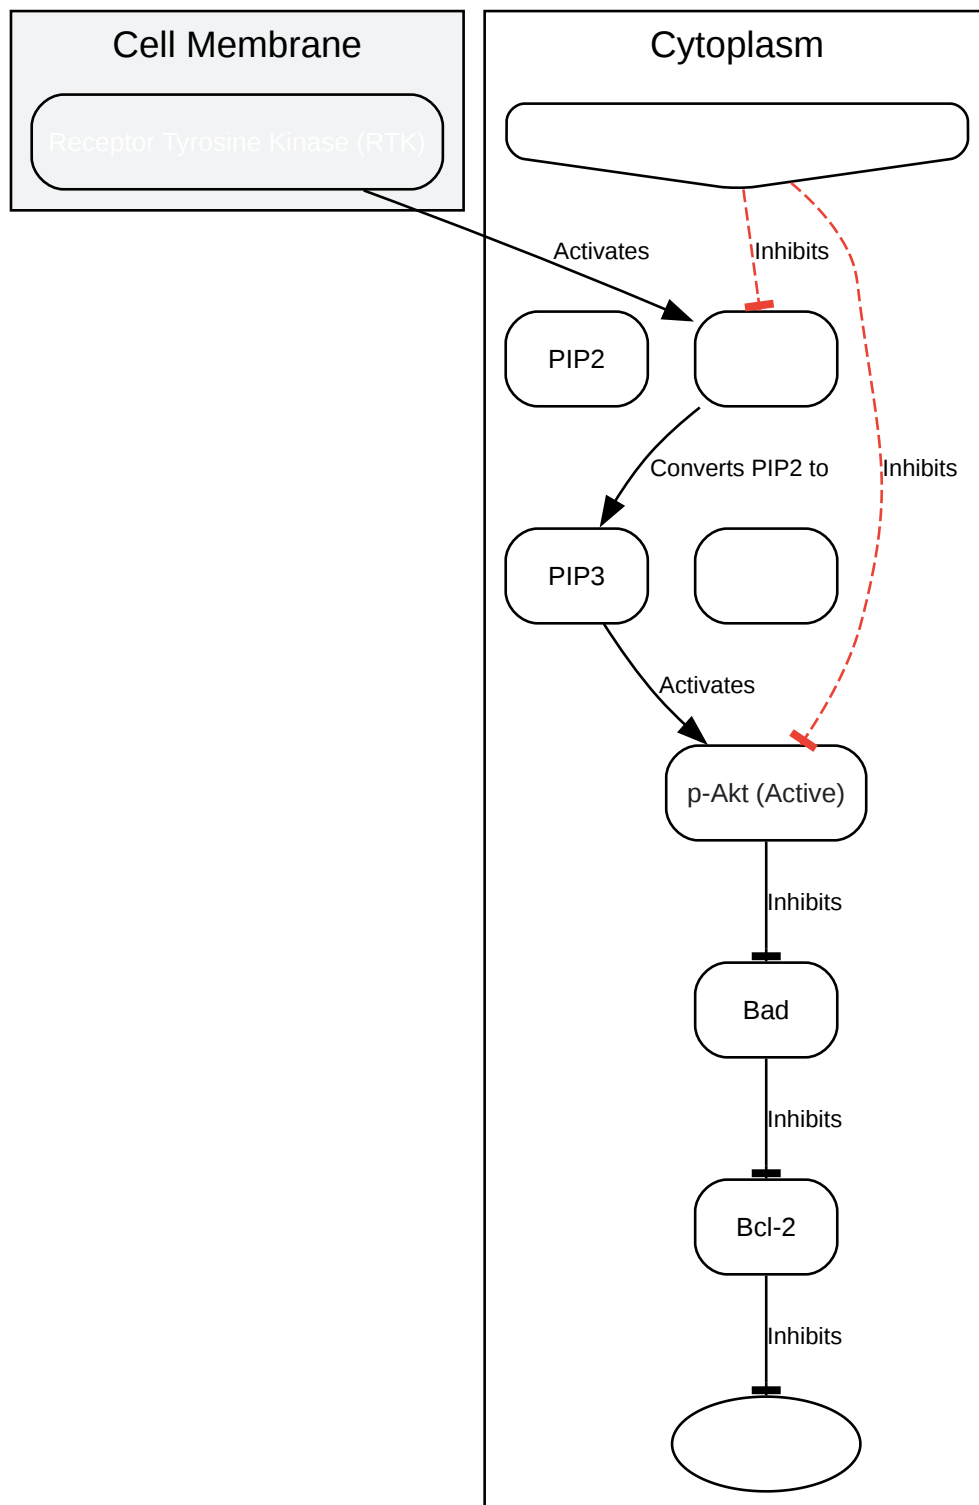 Cell Membrane
Cytoplasm
Receptor Tyrosine Kinase (RTK)
Activates
Inhibits
PIP2
Converts PIP2 to
Inhibits
PIP3
Activates
p-Akt (Active)
Inhibits
Bad
Inhibits
Bcl-2
Inhibits